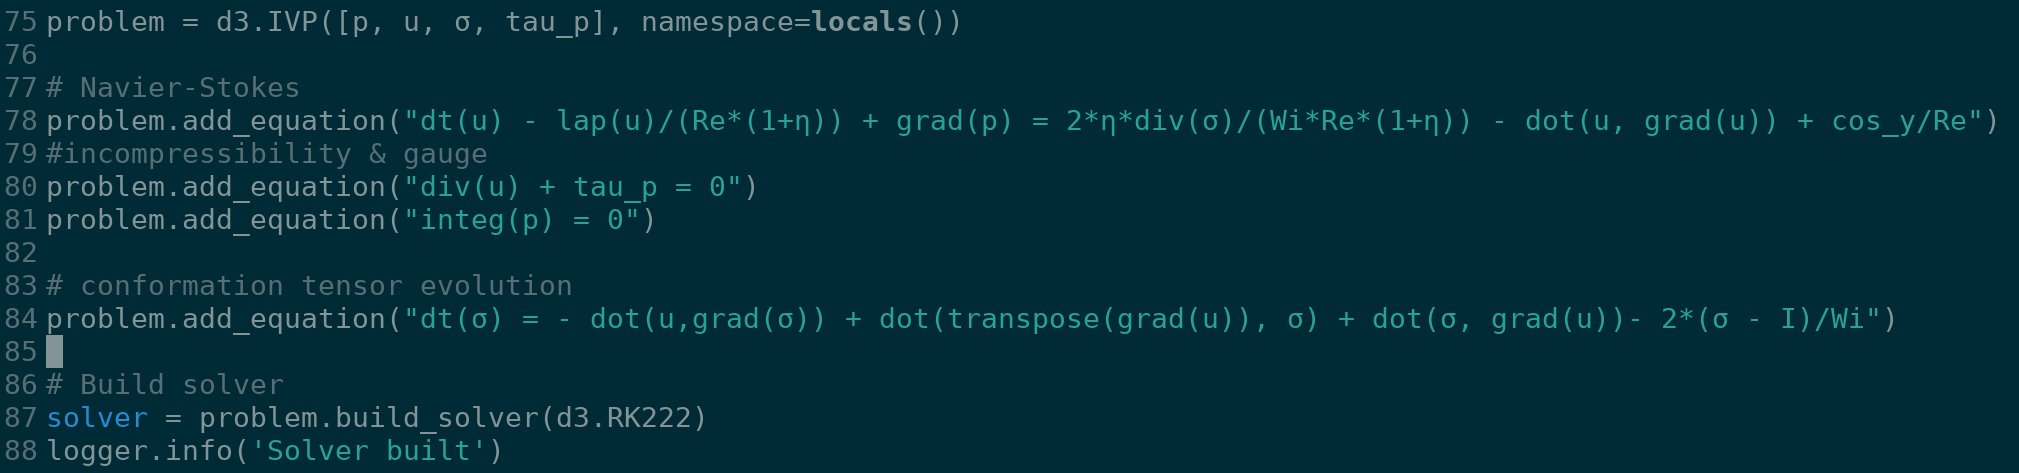 75 problem = d3.IVP([p, u, σ, tau_p], namespace=locals())
76
77 # Navier-Stokes
78 problem.add_equation("dt(u) - lap(u)/(Re*(1+η)) + grad(p) = 2*η*div(σ)/(Wi*Re*(1+η)) - dot(u, grad(u)) + cos_y/Re")
79 #incompressibility & gauge
80 problem.add_equation("div(u) + tau_p = 0")
81 problem.add_equation("integ(p) = 0")
82
83 # conformation tensor evolution
84 problem.add_equation("dt(σ) = - dot(u,grad(σ)) + dot(transpose(grad(u)), σ) + dot(σ, grad(u))- 2*(σ - I)/Wi")
85
86 # Build solver
87 solver = problem.build_solver(d3.RK222)
88 logger.info('Solver built')